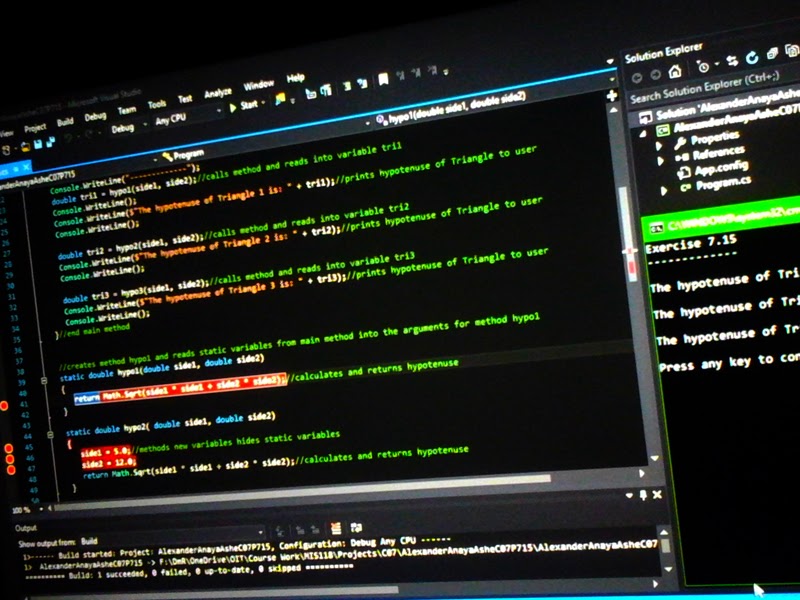 Microsoft Visual Studio
View Project Build Debug Team Tools Test Analyze Window Help
Debug Any CPU Start
AlexanderAnayaAsheC07P715
Program
hypo1(double side1, double side2)
Console.WriteLine("-------------");
double tri1 = hypo1(side1, side2);//calls method and reads into variable tri1
Console.WriteLine();
Console.WriteLine($"The hypotenuse of Triangle 1 is: " + tri1);//prints hypotenuse of Triangle to user
Console.WriteLine();
double tri2 = hypo2(side1, side2);//calls method and reads into variable tri2
Console.WriteLine($"The hypotenuse of Triangle 2 is: " + tri2);//prints hypotenuse of Triangle to user
Console.WriteLine();
double tri3 = hypo3(side1, side2);//calls method and reads into variable tri3
Console.WriteLine($"The hypotenuse of Triangle 3 is: " + tri3);//prints hypotenuse of Triangle to user
Console.WriteLine();
}//end main method
//creates method hypo1 and reads static variables from main method into the arguments for method hypo1
static double hypo1(double side1, double side2)
{
return Math.Sqrt(side1 * side1 + side2 * side2);//calculates and returns hypotenuse
}
static double hypo2( double side1, double side2)
{
side1 = 5.0;//methods new variables hides static variables
side2 = 12.0;
return Math.Sqrt(side1 * side1 + side2 * side2);//calculates and returns hypotenuse
}
100 %
Output
Show output from: Build
1>------ Build started: Project: AlexanderAnayaAsheC07P715, Configuration: Debug Any CPU ------
1> AlexanderAnayaAsheC07P715 -> F:\DmR\OneDrive\OIT\Course Work\MIS118\Projects\C07\AlexanderAnayaAsheC07P715\AlexanderAnayaAsheC07
========== Build: 1 succeeded, 0 failed, 0 up-to-date, 0 skipped ==========
Solution Explorer
Search Solution Explorer (Ctrl+;)
Solution 'AlexanderAnayaAshe
AlexanderAnayaAsheC07P
Properties
References
App.config
Program.cs
C:\WINDOWS\system32\cm
Exercise 7.15
-------------
The hypotenuse of Tri
The hypotenuse of Tri
The hypotenuse of Tr
Press any key to con